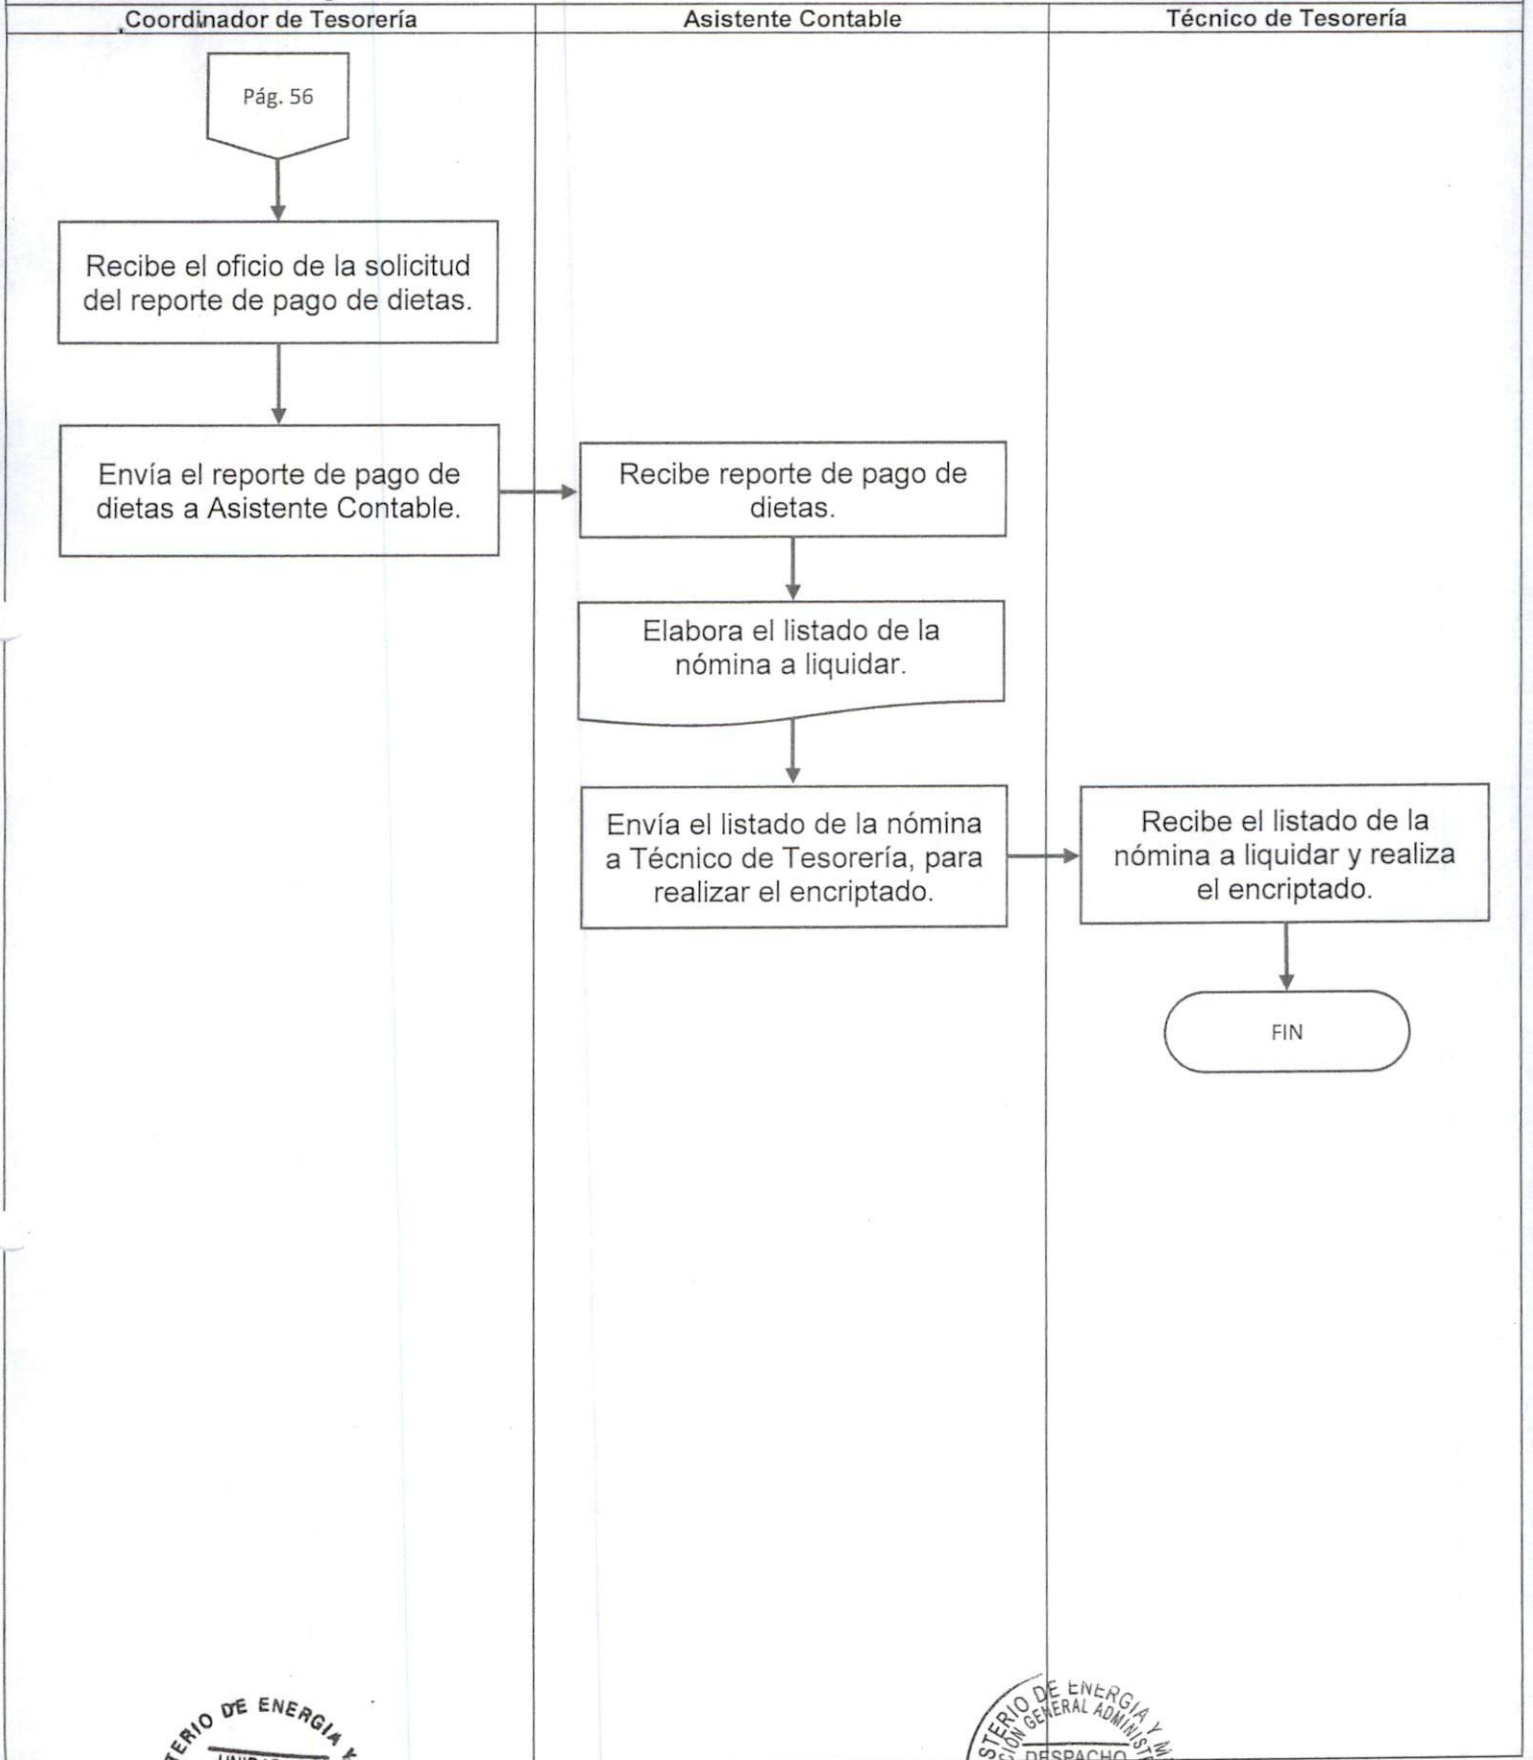 Coordinador de Tesorería
Asistente Contable
Técnico de Tesorería
Pág. 56
Recibe el oficio de la solicitud
del reporte de pago de dietas.
Envía el reporte de pago de
dietas a Asistente Contable.
Recibe reporte de pago de
dietas.
Elabora el listado de la
nómina a liquidar.
Envía el listado de la nómina
a Técnico de Tesorería, para
realizar el encriptado.
Recibe el listado de la
nómina a liquidar y realiza
el encriptado.
FIN
DE ENERGIA Y
DE ENERGIA Y
GENERAL
DESPACHO